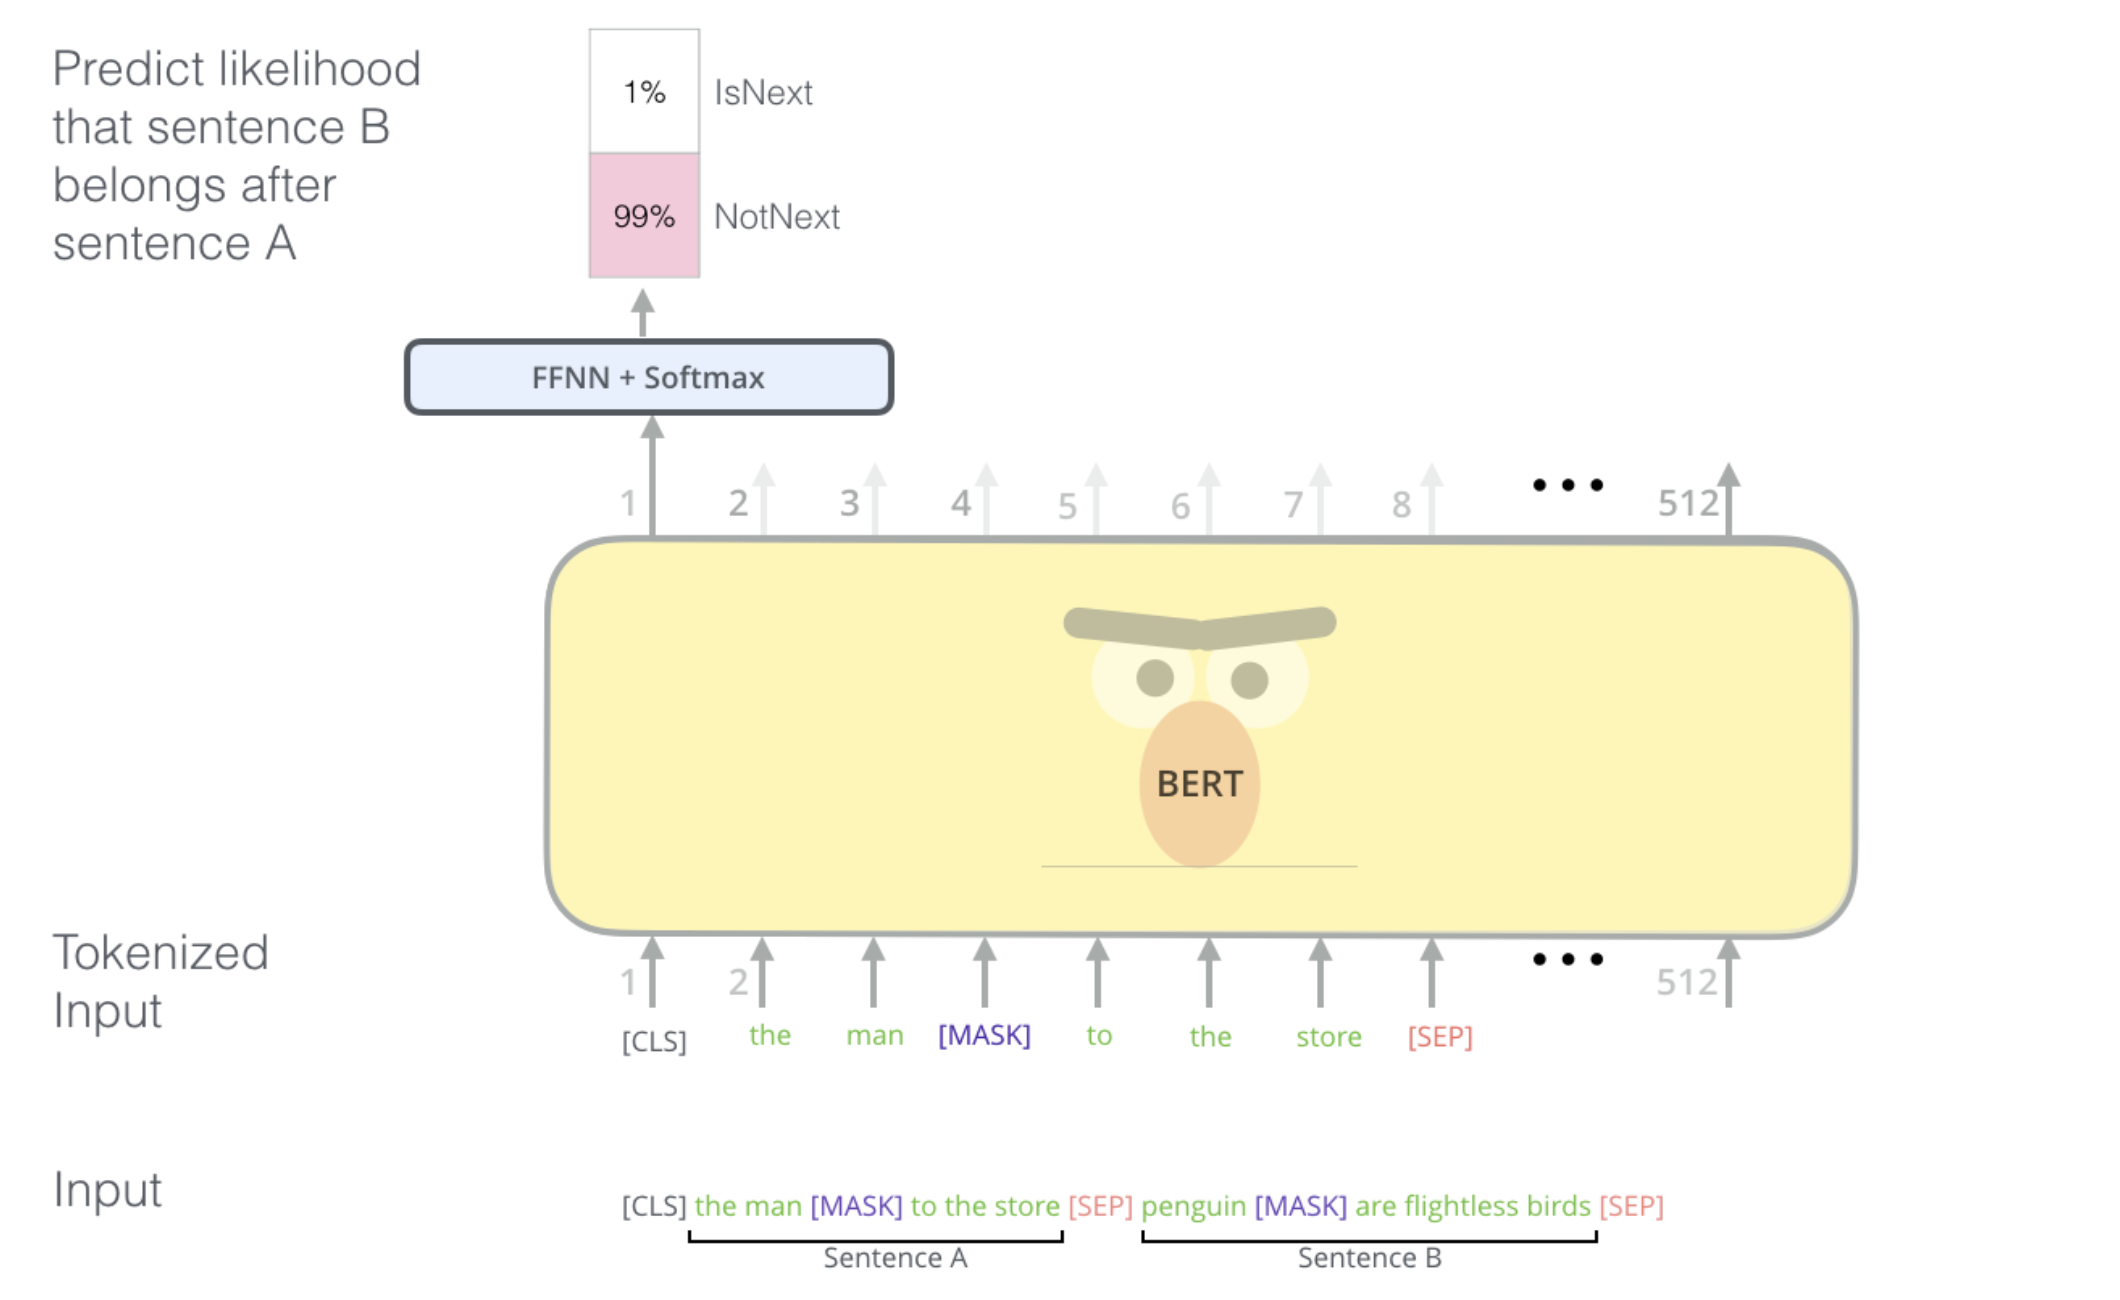 Predict likelihood
that sentence B
belongs after
sentence A
1% IsNext
99% NotNext
FFNN + Softmax
1 2 3 4 5 6 7 8 ••• 512
BERT
Tokenized
Input
1 2 ••• 512
[CLS] the man [MASK] to the store [SEP]
Input
[CLS] the man [MASK] to the store [SEP] penguin [MASK] are flightless birds [SEP]
Sentence A Sentence B